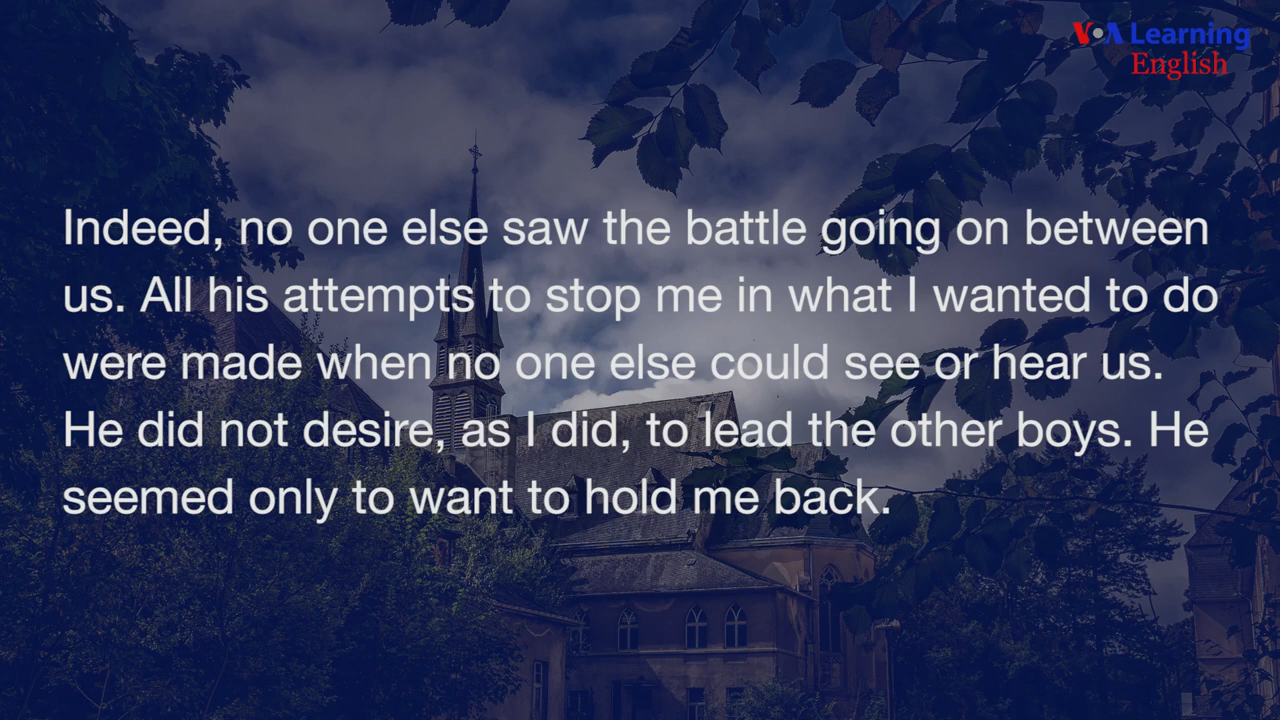 VOA Learning
English
Indeed, no one else saw the battle going on between
us. All his attempts to stop me in what I wanted to do
were made when no one else could see or hear us.
He did not desire, as I did, to lead the other boys. He
seemed only to want to hold me back.